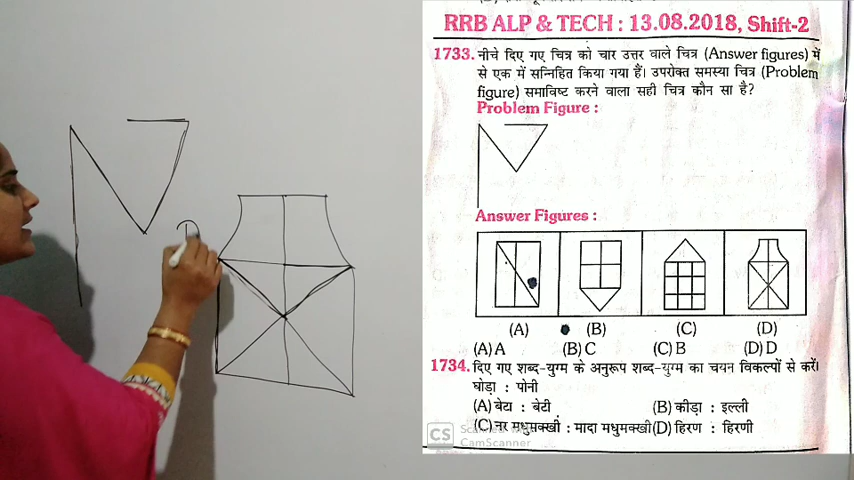 RRB ALP & TECH : 13.08.2018, Shift-2
1733. नीचे दिए गए चित्र को चार उत्तर वाले चित्र (Answer figures) में
से एक में सन्निहित किया गया है। उपरोक्त समस्या चित्र (Problem
figure) समाविष्ट करने वाला सही चित्र कौन सा है?
Problem Figure :
Answer Figures :
(A) (B) (C) (D)
(A) A (B) C (C) B (D) D
1734. दिए गए शब्द-युग्म के अनुरूप शब्द-युग्म का चयन विकल्पों से करें।
घोड़ा : पोनी
(A) बेटा : बेटी (B) कीड़ा : इल्ली
(C) नर मधुमक्खी : मादा मधुमक्खी (D) हिरण : हिरणी
CS Scanned with
CamScanner